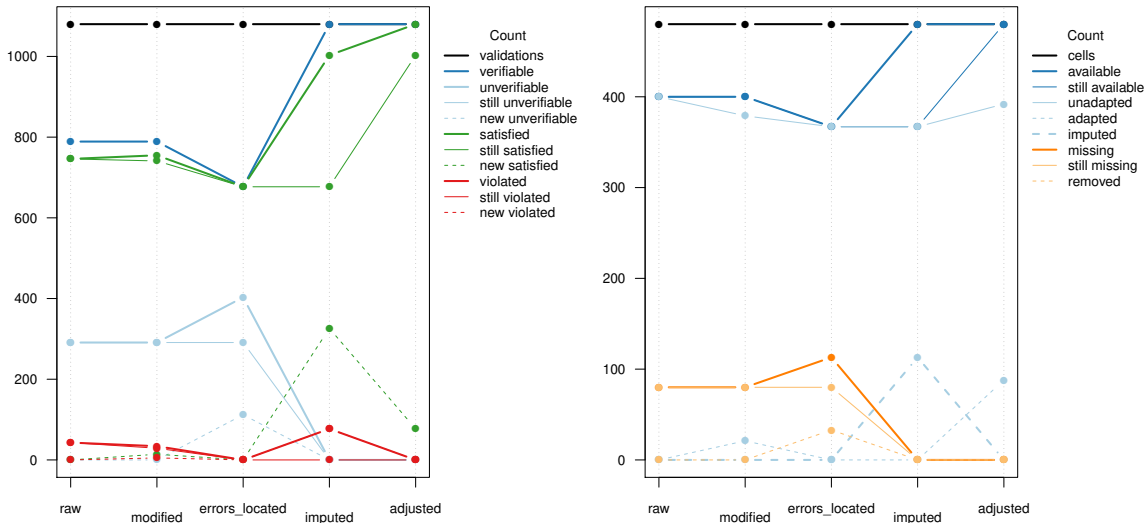 1000
800
600
400
200
0
raw
modified
errors_located
imputed
adjusted
Count
validations
verifiable
unverifiable
still unverifiable
new unverifiable
satisfied
still satisfied
new satisfied
violated
still violated
new violated
400
300
200
100
0
raw
modified
errors_located
imputed
adjusted
Count
cells
available
still available
unadapted
adapted
imputed
missing
still missing
removed